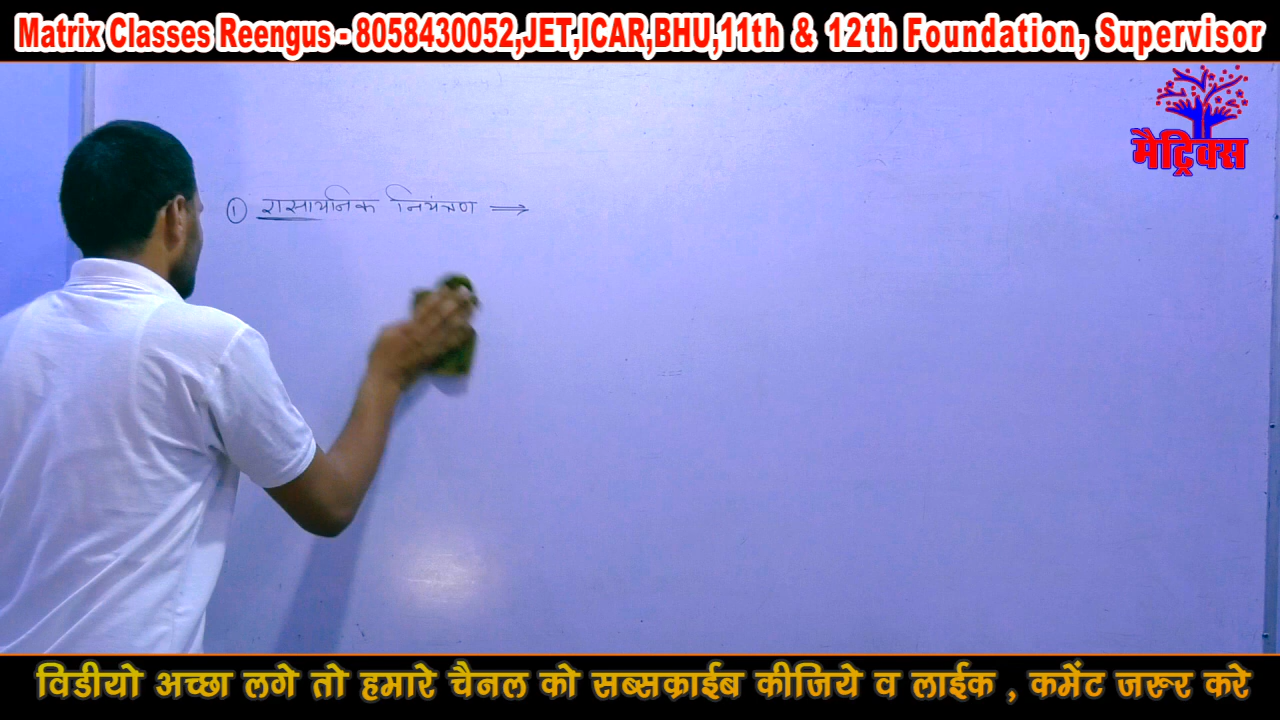 Matrix Classes Reengus - 8058430052,JET,ICAR,BHU,11th & 12th Foundation, Supervisor
मैट्रिक्स
① रासायनिक नियंत्रण ⇒
विडीयो अच्छा लगे तो हमारे चैनल को सब्सक्राईब कीजिये व लाईक , कमेंट जरूर करे